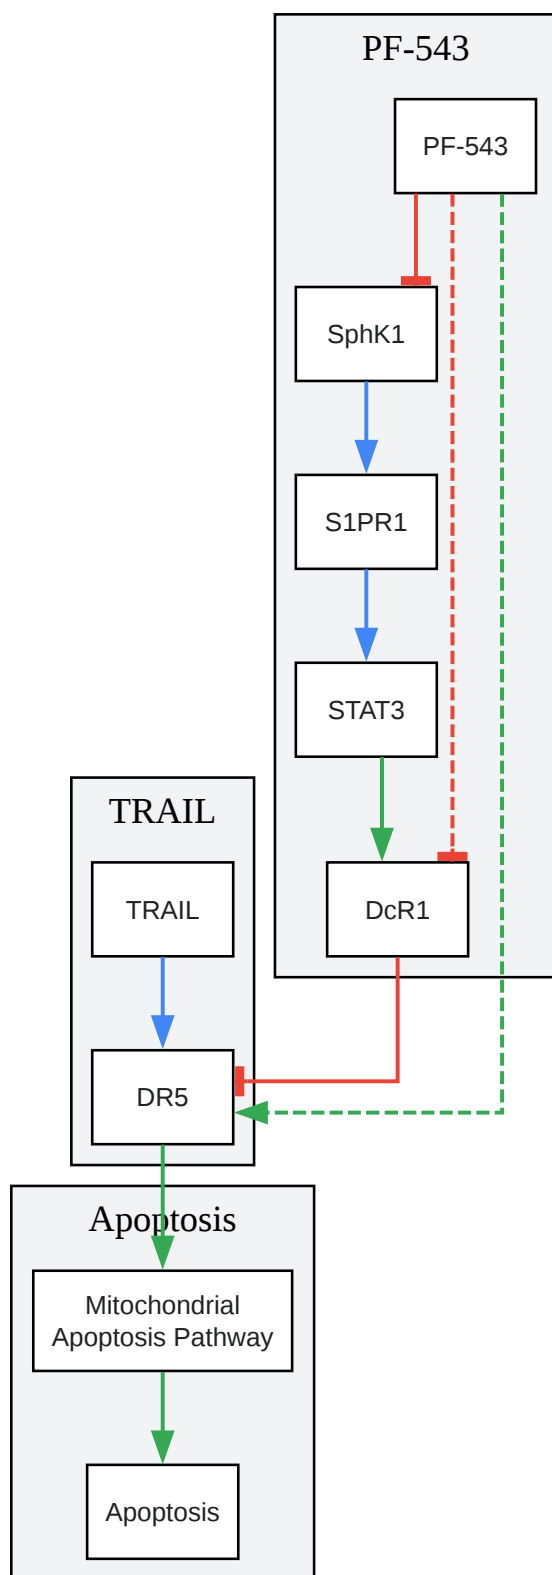 PF-543
PF-543
SphK1
S1PR1
STAT3
TRAIL
TRAIL
DcR1
DR5
Apoptosis
Mitochondrial
Apoptosis Pathway
Apoptosis